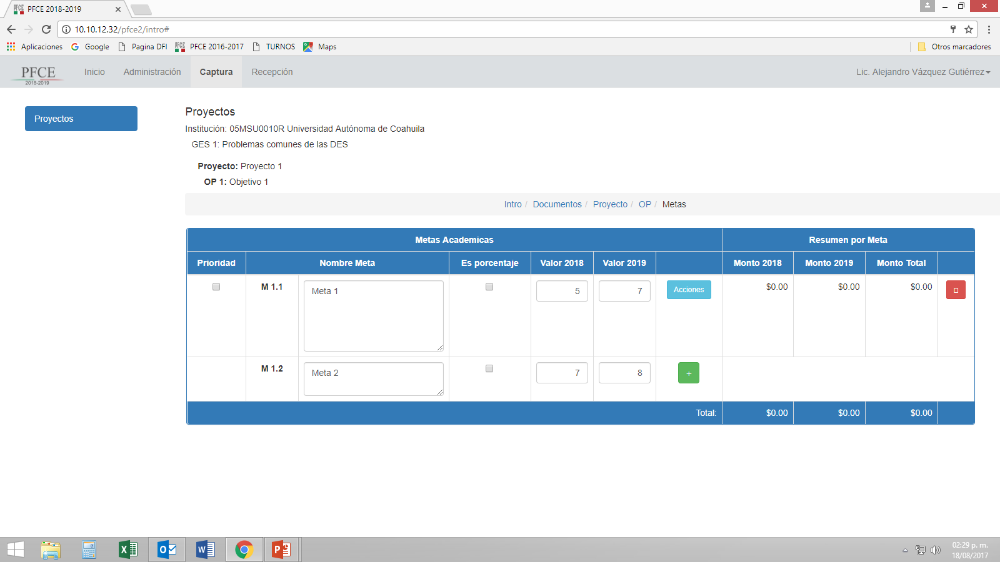 PFCE 2018-2019
10.10.12.32/pfce2/intro#
Aplicaciones Google Pagina DFI PFCE 2016-2017 TURNOS Maps Otros marcadores
PFCE
2018-2019
Inicio Administración Captura Recepción Lic. Alejandro Vázquez Gutiérrez
Proyectos
Proyectos
Institución: 05MSU0010R Universidad Autónoma de Coahuila
GES 1: Problemas comunes de las DES
Proyecto: Proyecto 1
OP 1: Objetivo 1
Intro / Documentos / Proyecto / OP / Metas
Metas Academicas Resumen por Meta
Prioridad Nombre Meta Es porcentaje Valor 2018 Valor 2019 Monto 2018 Monto 2019 Monto Total
M 1.1 Meta 1 5 7 Acciones $0.00 $0.00 $0.00
M 1.2 Meta 2 7 8 +
Total: $0.00 $0.00 $0.00
02:29 p. m.
18/08/2017